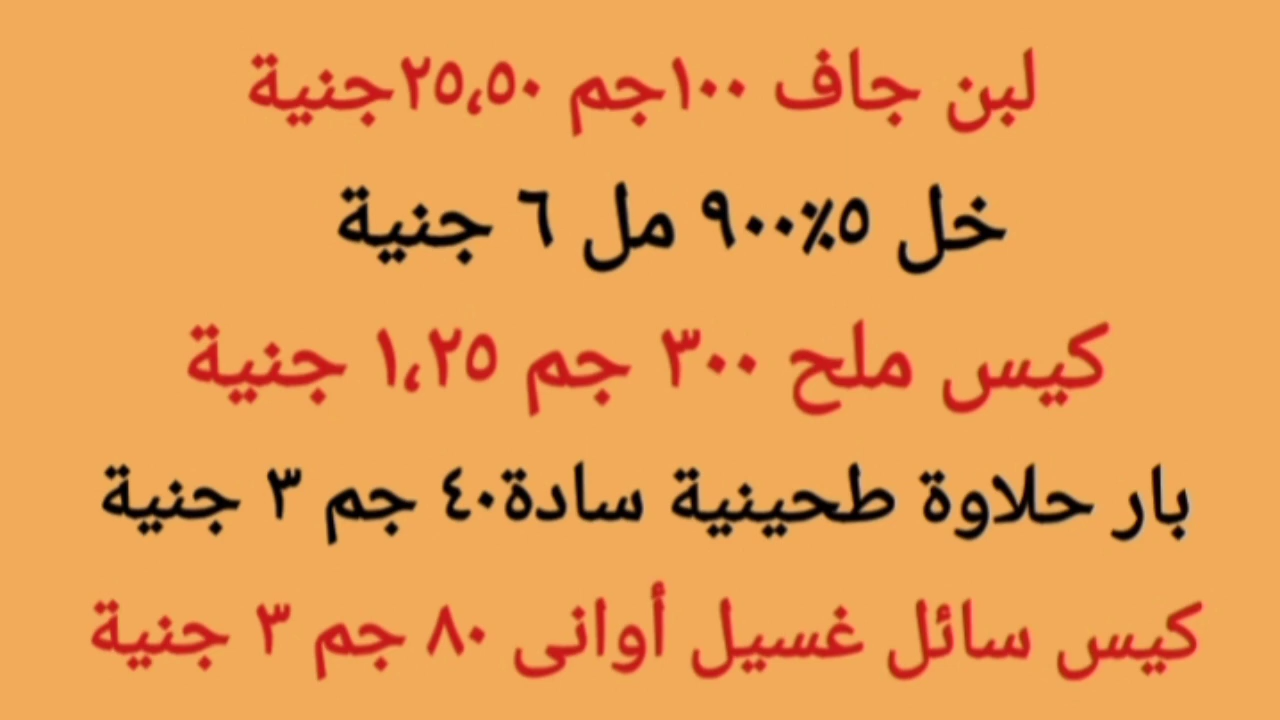 لبن جاف ١٠٠جم ٢٥،٥٠جنية
خل ٥٪٩٠٠ مل ٦ جنية
كيس ملح ٣٠٠ جم ١،٢٥ جنية
بار حلاوة طحينية سادة٤٠ جم ٣ جنية
كيس سائل غسيل أوانى ٨٠ جم ٣ جنية